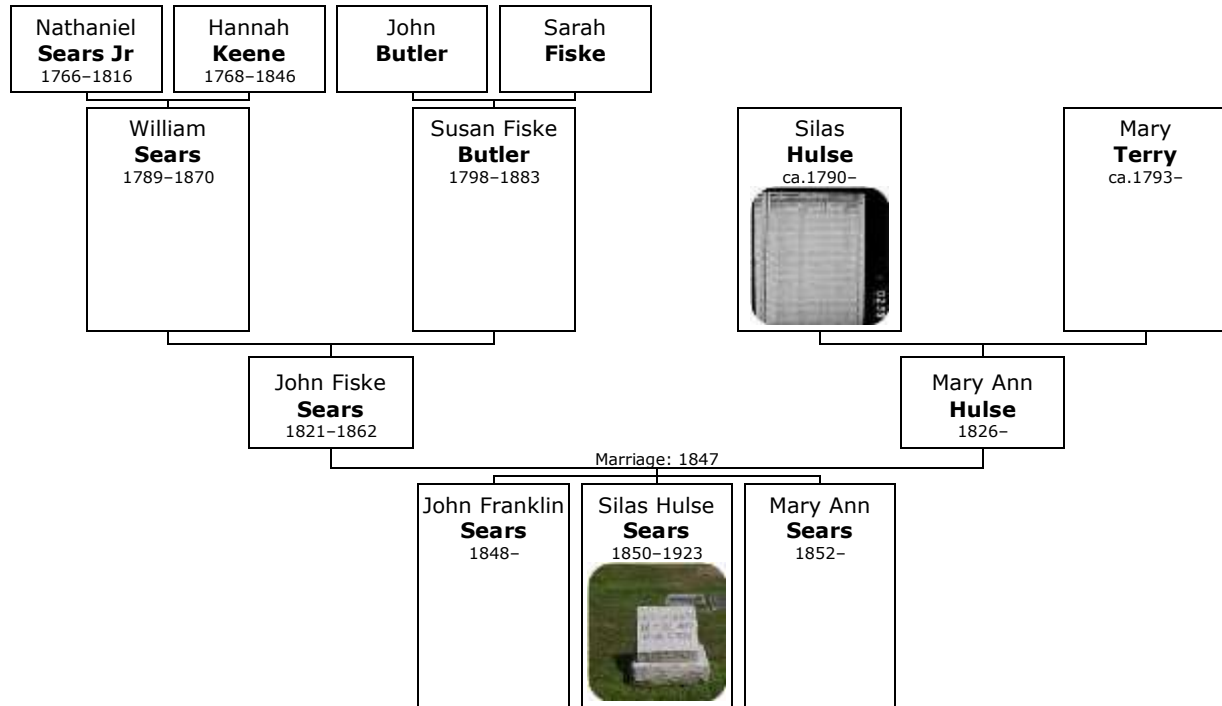 Nathaniel
Sears Jr
1766–1816
Hannah
Keene
1768–1846
John
Butler
Sarah
Fiske
William
Sears
1789–1870
Susan Fiske
Butler
1798–1883
Silas
Hulse
ca.1790–
Mary
Terry
ca.1793–
John Fiske
Sears
1821–1862
Mary Ann
Hulse
1826–
Marriage: 1847
John Franklin
Sears
1848–
Silas Hulse
Sears
1850–1923
Mary Ann
Sears
1852–